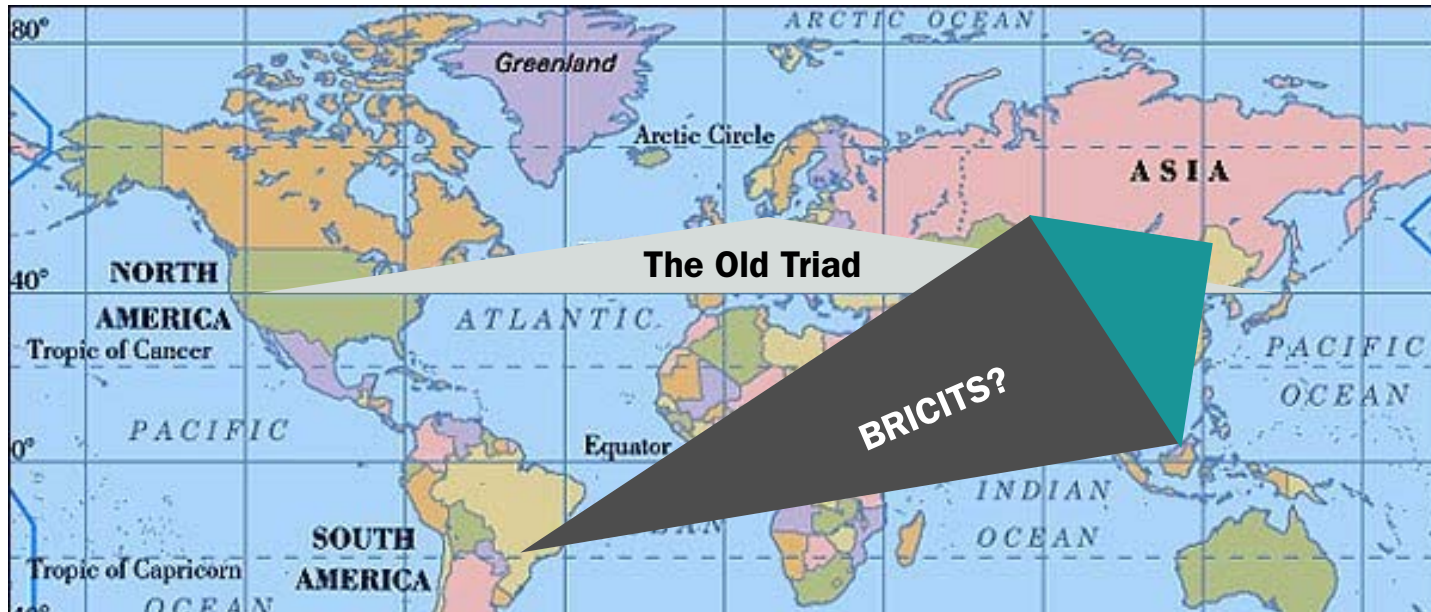 80°
ARCTIC OCEAN
Greenland
Arctic Circle
ASIA
The Old Triad
NORTH
AMERICA
40°
ATLANTIC
Tropic of Cancer
PACIFIC
OCEAN
BRICITS?
PACIFIC
0°
Equator
INDIAN
OCEAN
SOUTH
AMERICA
Tropic of Capricorn
OCEAN
40°